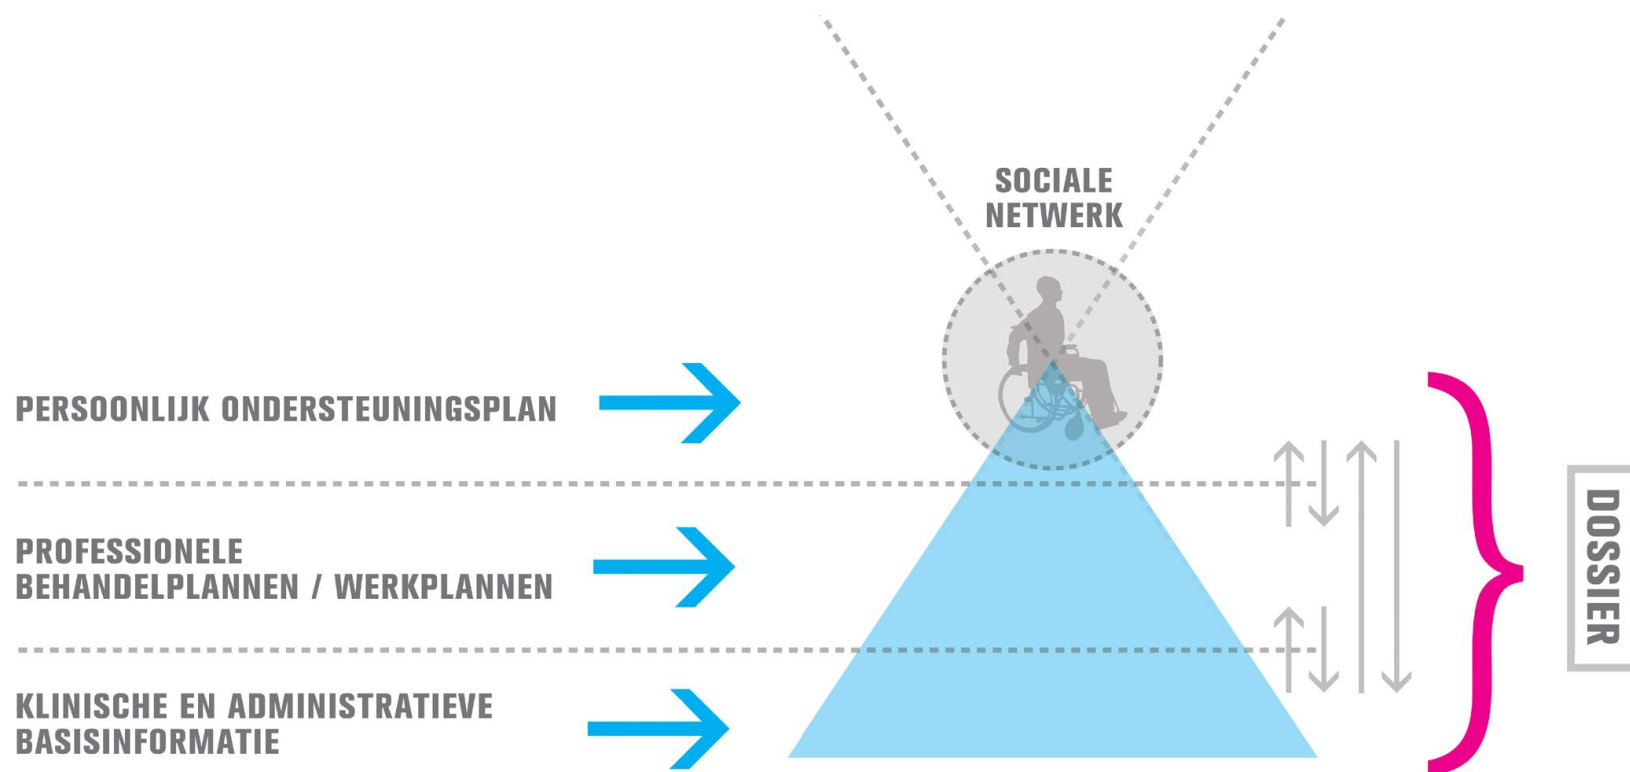 SOCIALE
NETWERK
PERSOONLIJK ONDERSTEUNINGSPLAN
PROFESSIONELE
BEHANDELPLANNEN / WERKPLANNEN
KLINISCHE EN ADMINISTRATIEVE
BASISINFORMATIE
DOSSIER